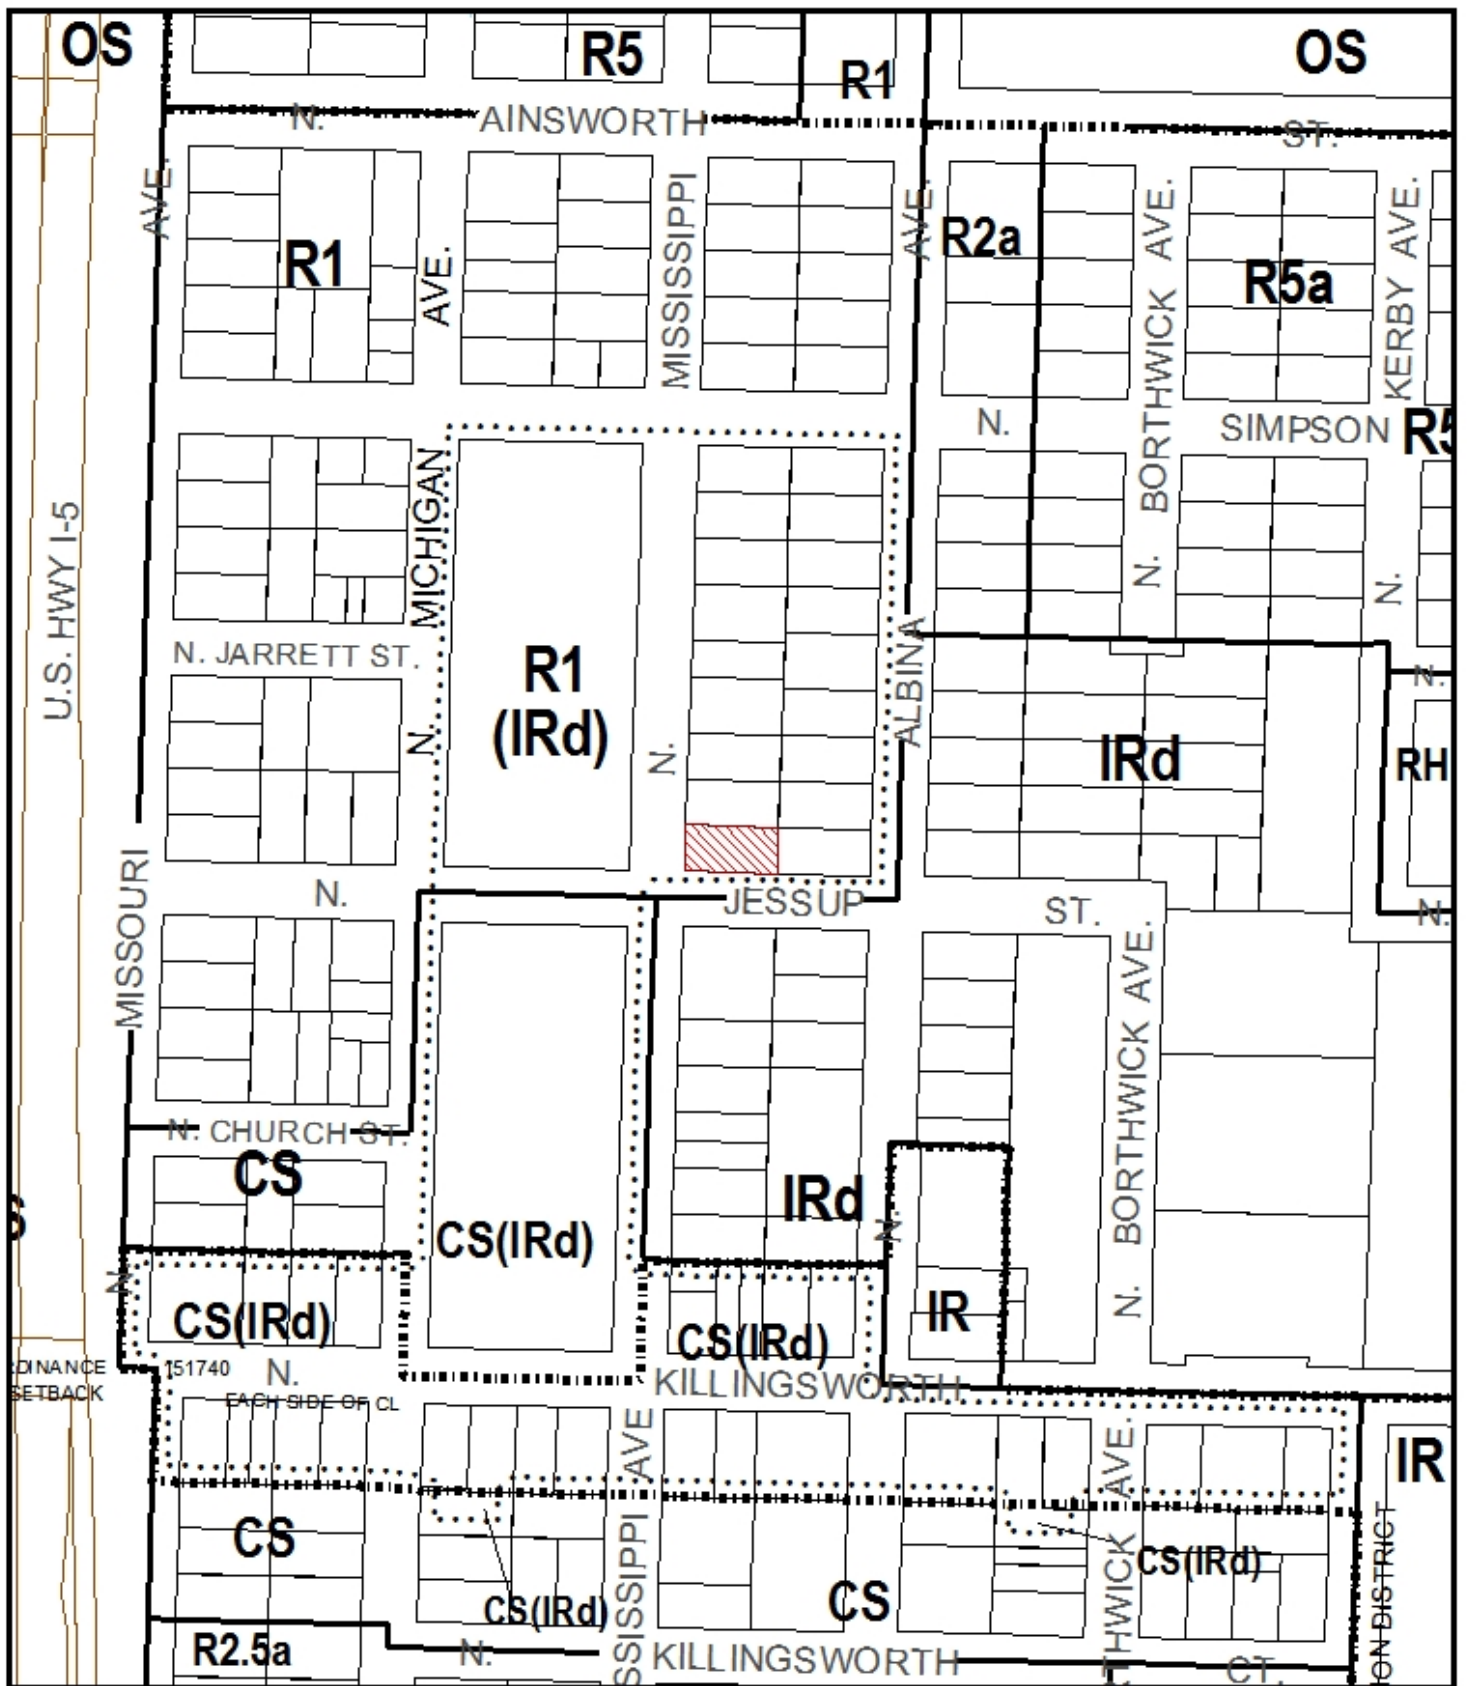 OS
R5
R1
OS
N.
AINSWORTH
ST.
AVE.
R1
AVE.
MISSISSIPPI
AVE.
R2a
BORTHWICK AVE.
R5a
KERBY AVE.
N.
SIMPSON
U.S. HWY I-5
MICHIGAN
N.
N.
N. JARRETT ST.
R1
(IRd)
N.
N.
ALBINA
IRd
N.
RH
MISSOURI
N.
JESSUP
ST.
N.
N. CHURCH ST.
CS
CS(IRd)
IRd
N.
BORTHWICK AVE.
N.
N.
CS(IRd)
CS(IRd)
IR
151740
N.
SETBACK
EACH SIDE OF CL
KILLINGSWORTH
AVE
AVE.
IR
CS
CS(IRd)
CS
CS(IRd)
R2.5a
N.
KILLINGSWORTH
CT.